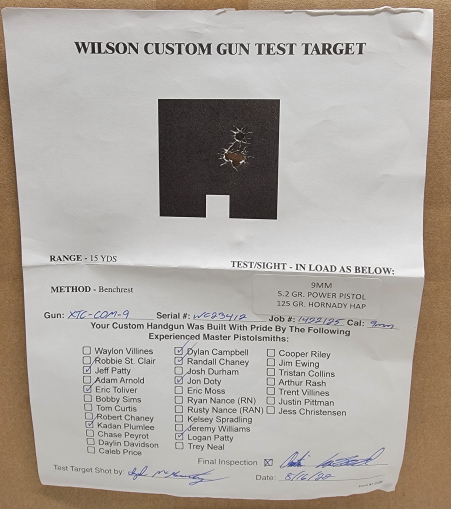 WILSON CUSTOM GUN TEST TARGET
RANGE - 15 YDS
TEST/SIGHT - IN LOAD AS BELOW:
METHOD - Benchrest
9MM
5.2 GR. POWER PISTOL
125 GR. HORNADY HAP
Gun: XTC-COM-9 Serial #: WC23412 Job #: 1422125 Cal: 9mm
Your Custom Handgun Was Built With Pride By The Following
Experienced Master Pistolsmiths:
Waylon Villines
Robbie St. Clair
Jeff Patty
Adam Arnold
Eric Toliver
Bobby Sims
Tom Curtis
Robert Chaney
Kadan Plumlee
Chase Peyrot
Daylin Davidson
Caleb Price
Dylan Campbell
Randall Chaney
Josh Durham
Jon Doty
Eric Moss
Ryan Nance (RN)
Rusty Nance (RAN)
Kelsey Spradling
Jeremy Williams
Logan Patty
Trey Neal
Cooper Riley
Jim Ewing
Tristan Collins
Arthur Rash
Trent Villines
Justin Pittman
Jess Christensen
Final Inspection
Test Target Shot by:
Date: 5/16/22